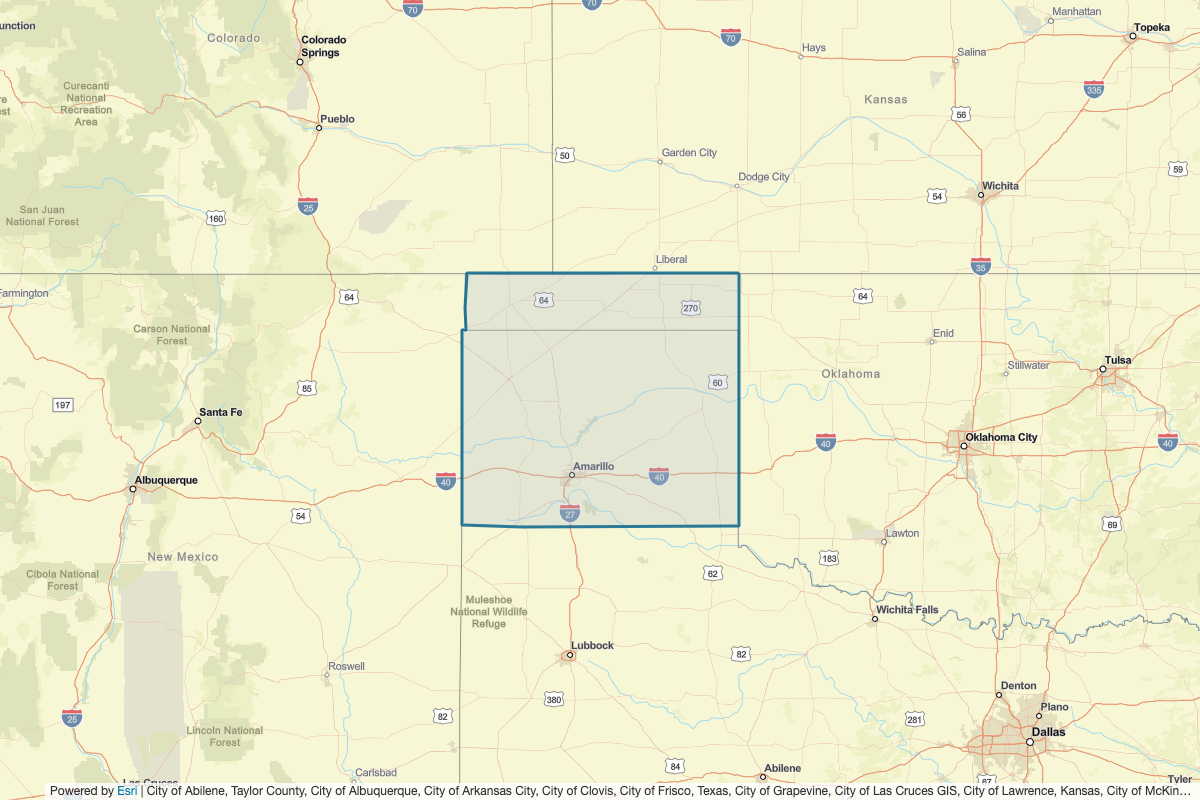 70
70
Manhattan
unction
Topeka
Colorado
Colorado
Springs
70
Hays
Salina
Curecanti
National
Recreation
Area
335
re
est
Kansas
56
Pueblo
50
Garden City
59
Dodge City
Wichita
54
25
San Juan
National Forest
160
Liberal
35
Farmington
64
64
270
64
Carson National
Forest
Enid
Tulsa
Stillwater
Oklahoma
60
85
197
Santa Fe
40
Oklahoma City
40
Amarillo
40
40
Albuquerque
27
54
69
Lawton
New Mexico
183
62
Cibola National
Forest
Muleshoe
National Wildlife
Refuge
Wichita Falls
Lubbock
82
Roswell
Denton
380
Plano
25
82
281
Lincoln National
Forest
Dallas
84
Abilene
Carlsbad
67
Tyler
Las Cruces
Powered by Esri | City of Abilene, Taylor County, City of Albuquerque, City of Arkansas City, City of Clovis, City of Frisco, Texas, City of Grapevine, City of Las Cruces GIS, City of Lawrence, Kansas, City of McKin...